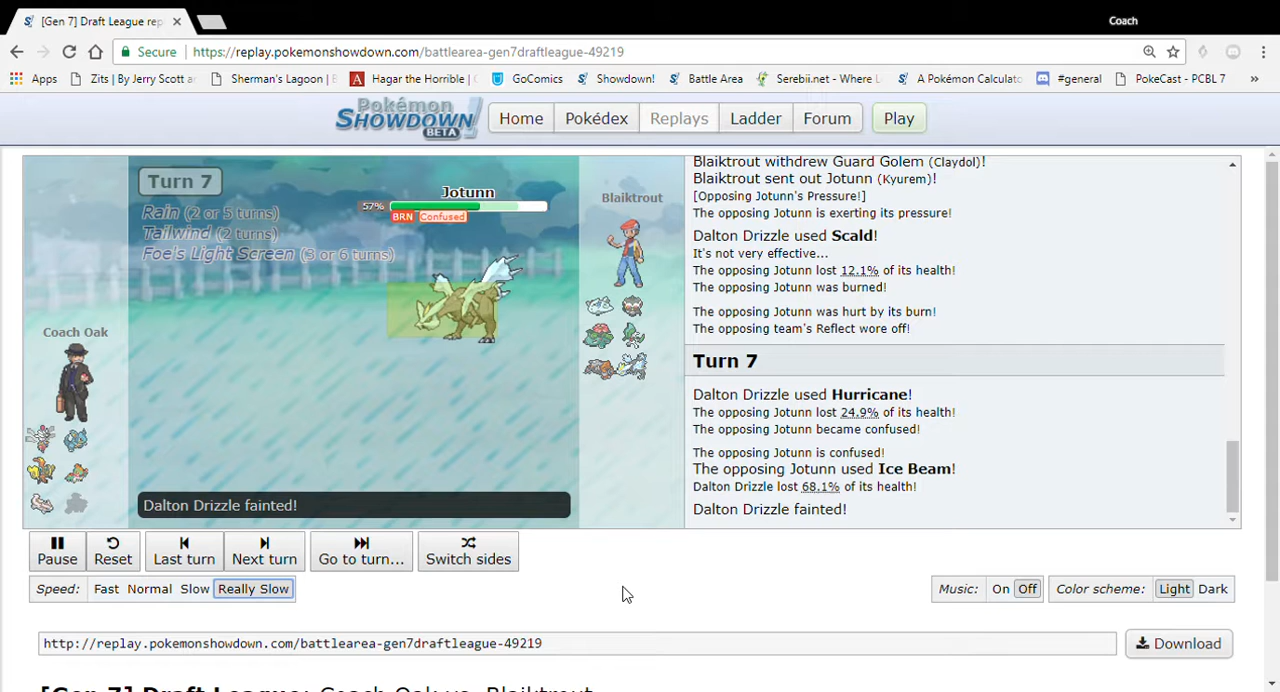 Coach
[Gen 7] Draft League rep
Secure
https://replay.pokemonshowdown.com/battlearea-gen7draftleague-49219
Apps
Zits | By Jerry Scott a
Sherman's Lagoon | B
Hagar the Horrible | C
GoComics
Showdown!
Battle Area
Serebii.net - Where L
A Pokémon Calculato
#general
PokeCast - PCBL 7
Pokémon
SHOWDOWN!
BETA
Home
Pokédex
Replays
Ladder
Forum
Play
Turn 7
Rain (2 or 5 turns)
Tailwind (2 turns)
Foe's Light Screen (3 or 6 turns)
Jotunn
57%
BRN Confused
Coach Oak
Blaiktrout
Dalton Drizzle fainted!
Blaiktrout withdrew Guard Golem (Claydol)!
Blaiktrout sent out Jotunn (Kyurem)!
[Opposing Jotunn's Pressure!]
The opposing Jotunn is exerting its pressure!
Dalton Drizzle used Scald!
It's not very effective...
The opposing Jotunn lost 12.1% of its health!
The opposing Jotunn was burned!
The opposing Jotunn was hurt by its burn!
The opposing team's Reflect wore off!
Turn 7
Dalton Drizzle used Hurricane!
The opposing Jotunn lost 24.9% of its health!
The opposing Jotunn became confused!
The opposing Jotunn is confused!
The opposing Jotunn used Ice Beam!
Dalton Drizzle lost 68.1% of its health!
Dalton Drizzle fainted!
Pause
Reset
Last turn
Next turn
Go to turn...
Switch sides
Speed: Fast Normal Slow Really Slow
Music: On Off
Color scheme: Light Dark
http://replay.pokemonshowdown.com/battlearea-gen7draftleague-49219
Download
[Gen 7] Draft League: Coach Oak vs. Blaiktrout